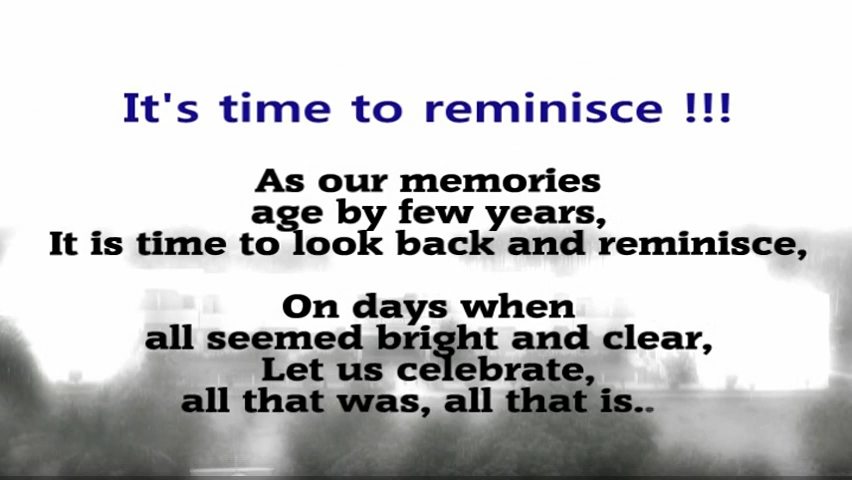 It's time to reminisce !!!
As our memories
age by few years,
It is time to look back and reminisce,
On days when
all seemed bright and clear,
Let us celebrate,
all that was, all that is..